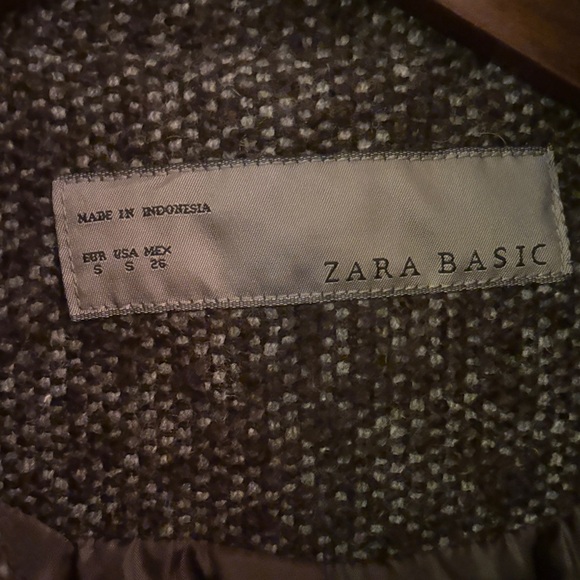 MADE IN INDONESIA
EUR USA MEX
S S 26
ZARA BASIC